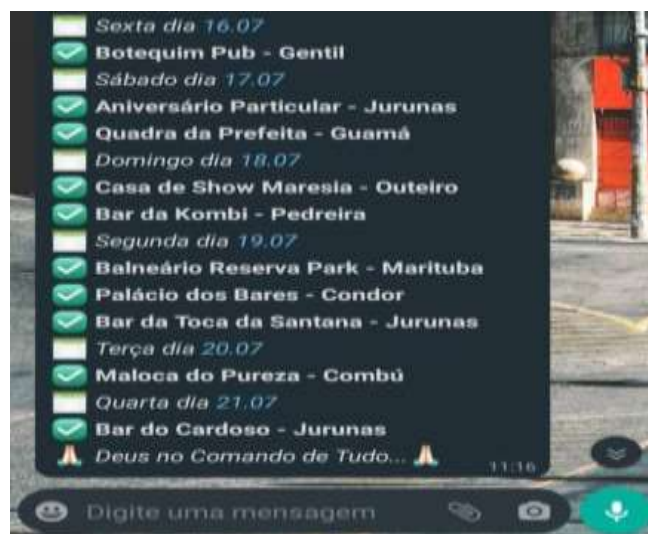 Sexta dia 16.07
Botequim Pub - Gentil
Sábado dia 17.07
Aniversário Particular - Jurunas
Quadra da Prefeita - Guamá
Domingo dia 18.07
Casa de Show Maresia - Outeiro
Bar da Kombi - Pedreira
Segunda dia 19.07
Balneário Reserva Park - Marituba
Palácio dos Bares - Condor
Bar da Toca da Santana - Jurunas
Terça dia 20.07
Maloca do Pureza - Combú
Quarta dia 21.07
Bar do Cardoso - Jurunas
Deus no Comando de Tudo...
11:16
Digite uma mensagem